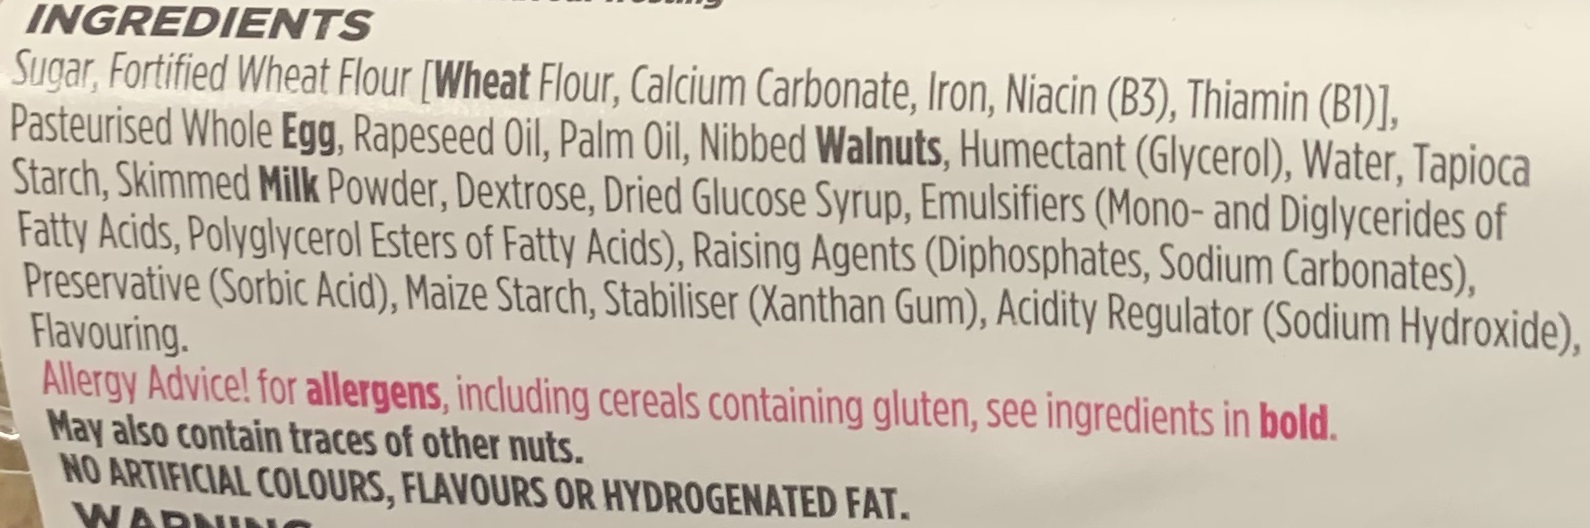 INGREDIENTS
Sugar, Fortified Wheat Flour [Wheat Flour, Calcium Carbonate, Iron, Niacin (B3), Thiamin (B1)],
Pasteurised Whole Egg, Rapeseed Oil, Palm Oil, Nibbed Walnuts, Humectant (Glycerol), Water, Tapioca
Starch, Skimmed Milk Powder, Dextrose, Dried Glucose Syrup, Emulsifiers (Mono- and Diglycerides of
Fatty Acids, Polyglycerol Esters of Fatty Acids), Raising Agents (Diphosphates, Sodium Carbonates),
Preservative (Sorbic Acid), Maize Starch, Stabiliser (Xanthan Gum), Acidity Regulator (Sodium Hydroxide),
Flavouring.
Allergy Advice! for allergens, including cereals containing gluten, see ingredients in bold.
May also contain traces of other nuts.
NO ARTIFICIAL COLOURS, FLAVOURS OR HYDROGENATED FAT.
WARNING